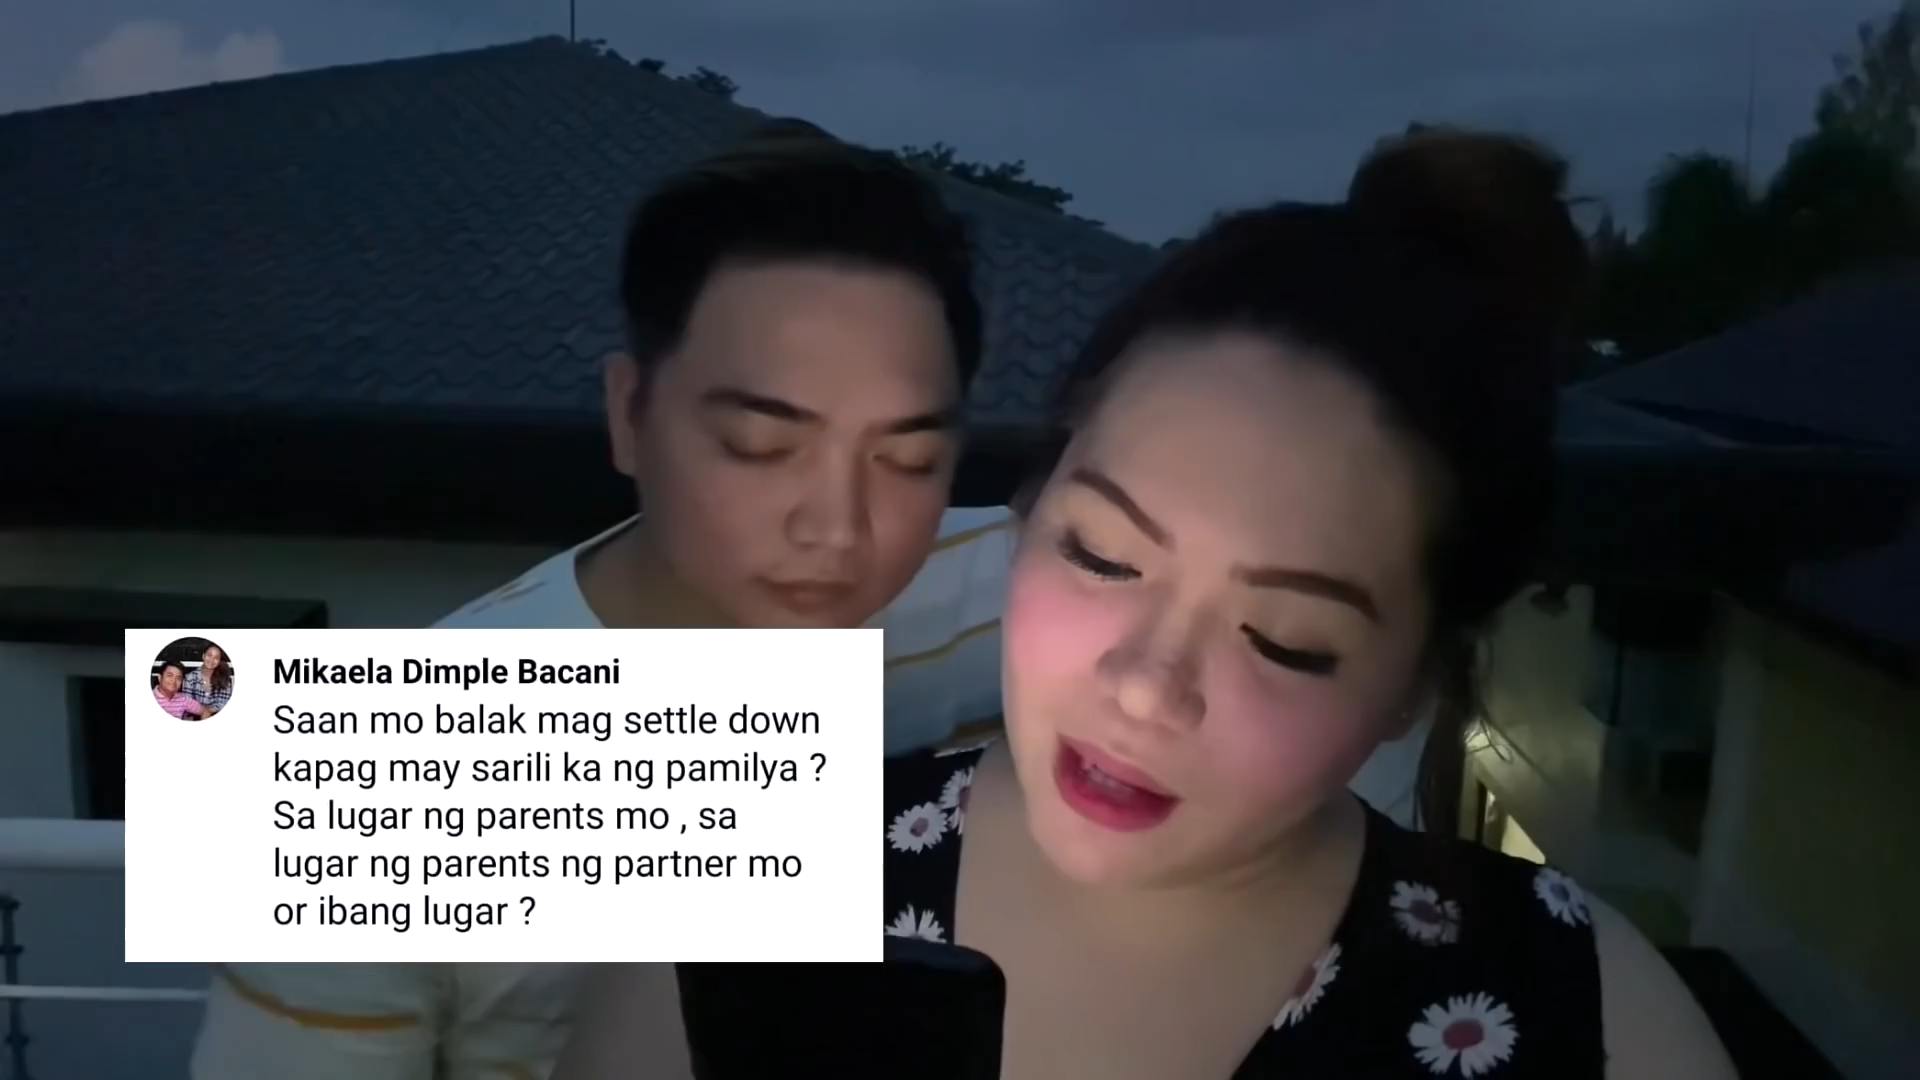 Mikaela Dimple Bacani
Saan mo balak mag settle down
kapag may sarili ka ng pamilya ?
Sa lugar ng parents mo , sa
lugar ng parents ng partner mo
or ibang lugar ?